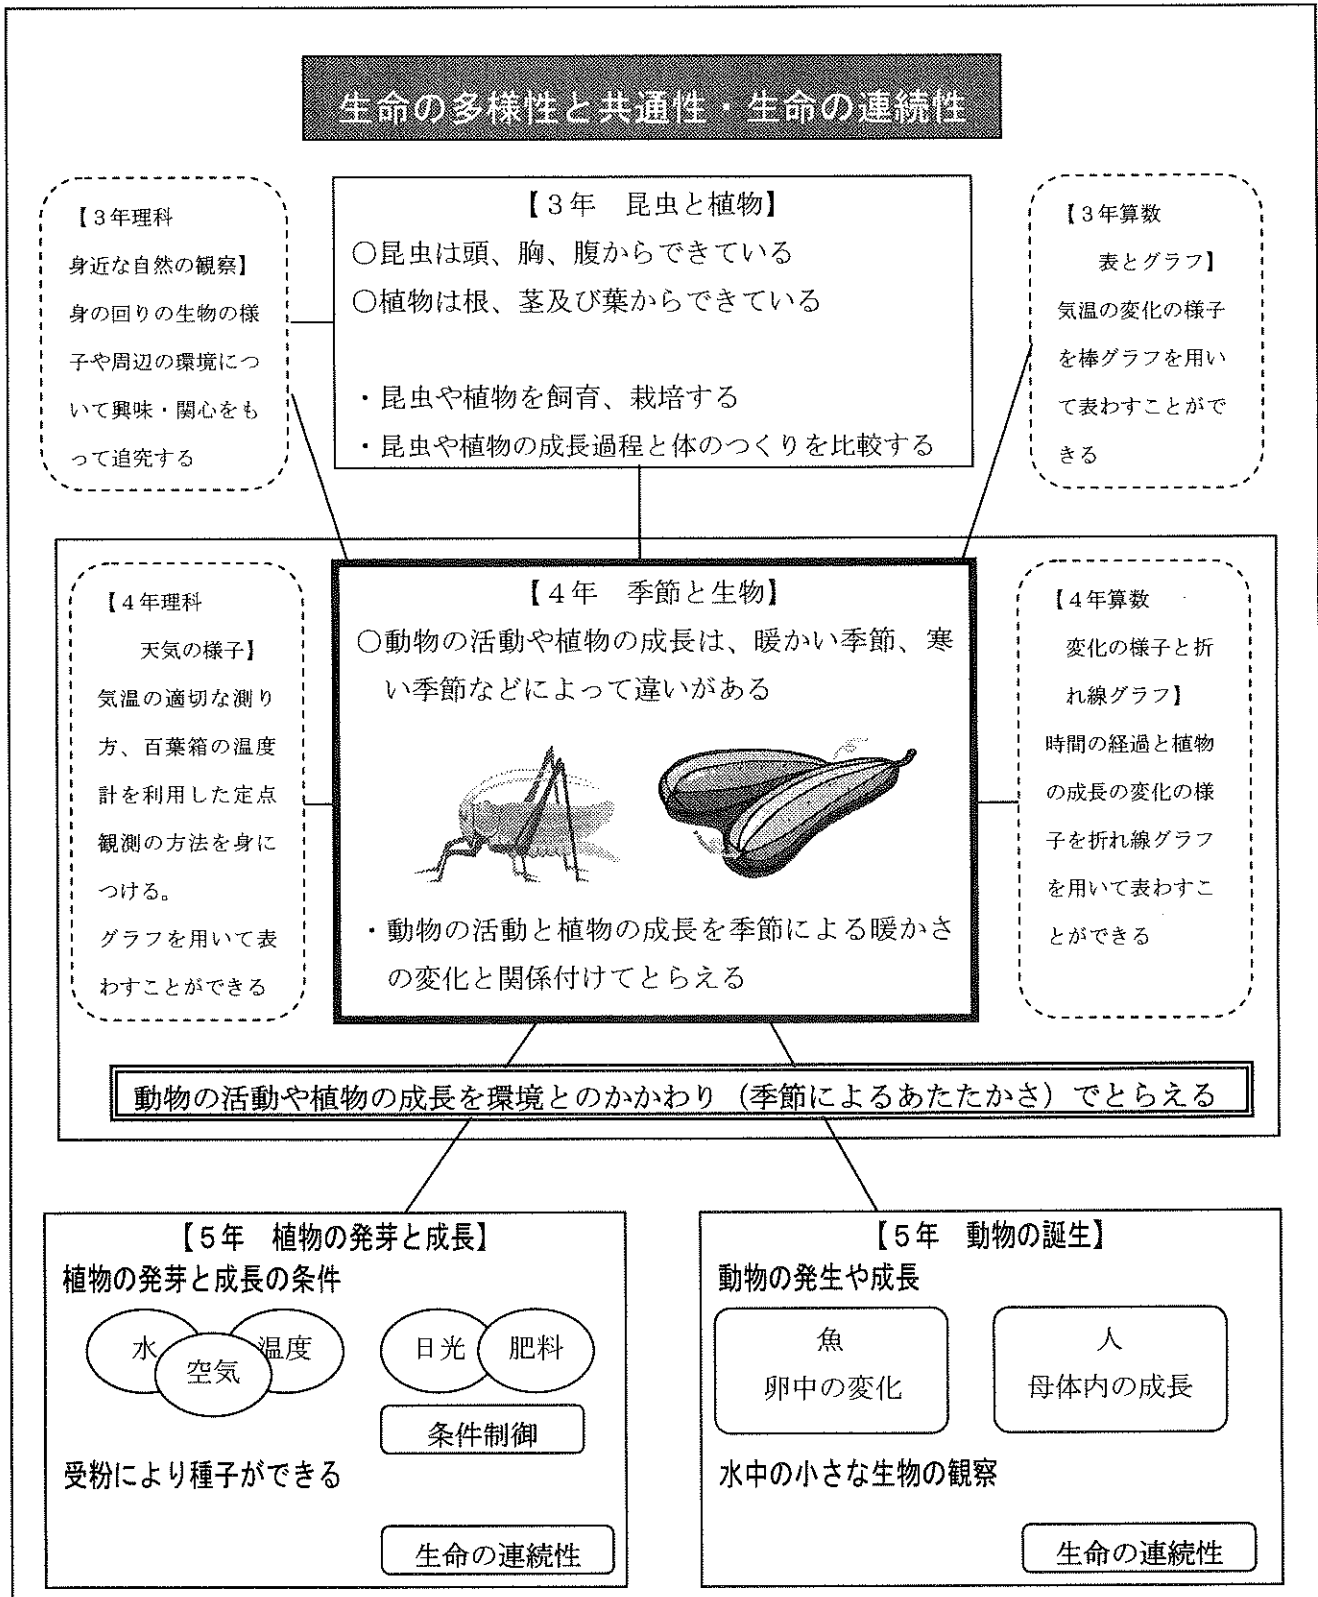 生命の多様性と共通性・生命の連続性
【３年理科
身近な自然の観察】
身の回りの生物の様
子や周辺の環境につ
いて興味・関心をも
って追究する
【３年　昆虫と植物】
○昆虫は頭、胸、腹からできている
○植物は根、茎及び葉からできている
・昆虫や植物を飼育、栽培する
・昆虫や植物の成長過程と体のつくりを比較する
【３年算数
表とグラフ】
気温の変化の様子
を棒グラフを用い
て表わすことがで
きる
【４年理科
天気の様子】
気温の適切な測り
方、百葉箱の温度
計を利用した定点
観測の方法を身に
つける。
グラフを用いて表
わすことができる
【４年　季節と生物】
○動物の活動や植物の成長は、暖かい季節、寒
い季節などによって違いがある
・動物の活動と植物の成長を季節による暖かさ
の変化と関係付けてとらえる
【４年算数
変化の様子と折
れ線グラフ】
時間の経過と植物
の成長の変化の様
子を折れ線グラフ
を用いて表わすこ
とができる
動物の活動や植物の成長を環境とのかかわり（季節によるあたたかさ）でとらえる
【５年　植物の発芽と成長】
植物の発芽と成長の条件
水
空気
温度
日光
肥料
条件制御
受粉により種子ができる
生命の連続性
【５年　動物の誕生】
動物の発生や成長
魚
卵中の変化
人
母体内の成長
水中の小さな生物の観察
生命の連続性